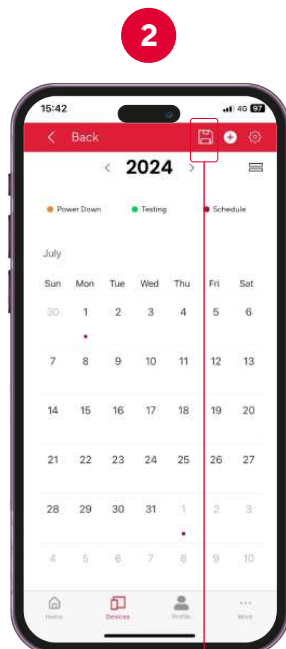 2
15:42 4G 97
Back
2024
Power Down Testing Schedule
July
Sun Mon Tue Wed Thu Fri Sat
30 1 2 3 4 5 6
7 8 9 10 11 12 13
14 15 16 17 18 19 20
21 22 23 24 25 26 27
28 29 30 31 1 2 3
4 5 6 7 8 9 10
Home Devices Profile More